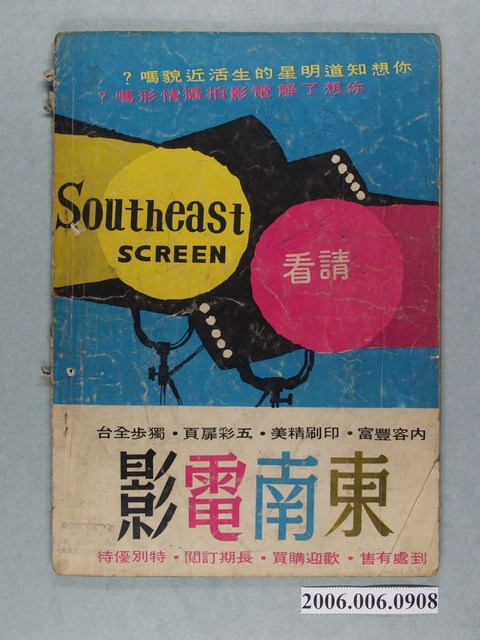 你想知道明星的生活近貌嗎？
你想了解電影拍攝情形嗎？
Southeast
SCREEN
請看
內容豐富・印刷精美・五彩扉頁・獨步全台
東南電影
到處有售・歡迎購買・長期訂閱・特別優待
2006.006.0908